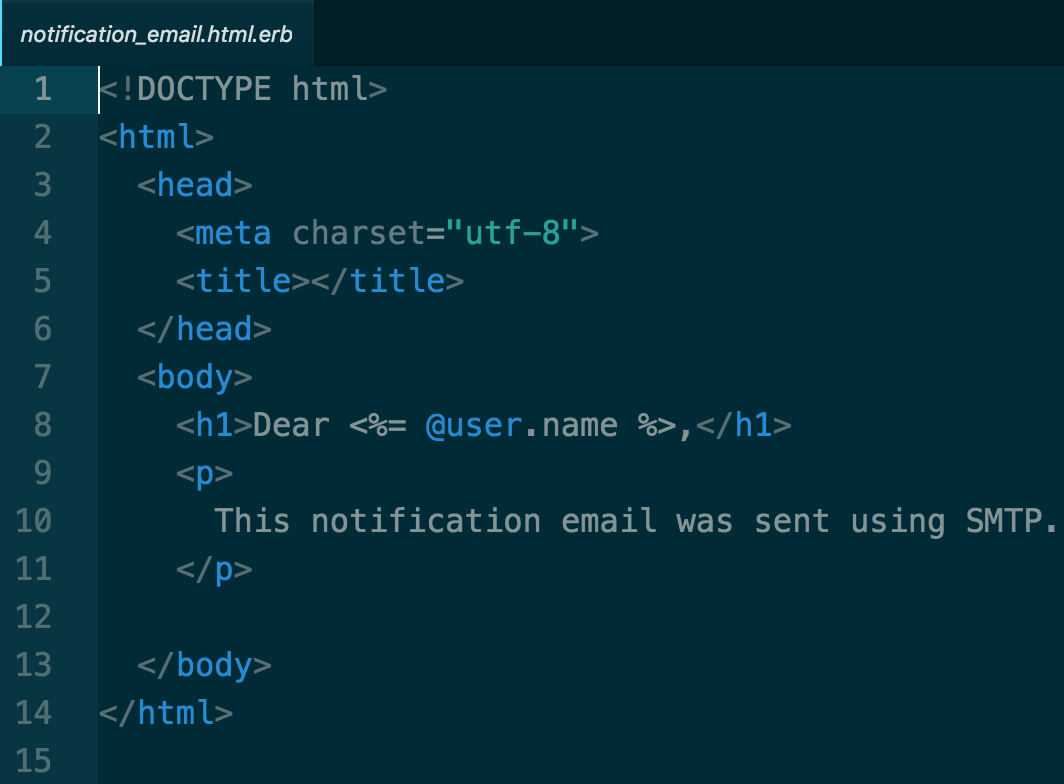 notification_email.html.erb
1 <!DOCTYPE html>
2 <html>
3   <head>
4     <meta charset="utf-8">
5     <title></title>
6   </head>
7   <body>
8     <h1>Dear <%= @user.name %>,</h1>
9     <p>
10       This notification email was sent using SMTP.
11     </p>
12
13   </body>
14 </html>
15